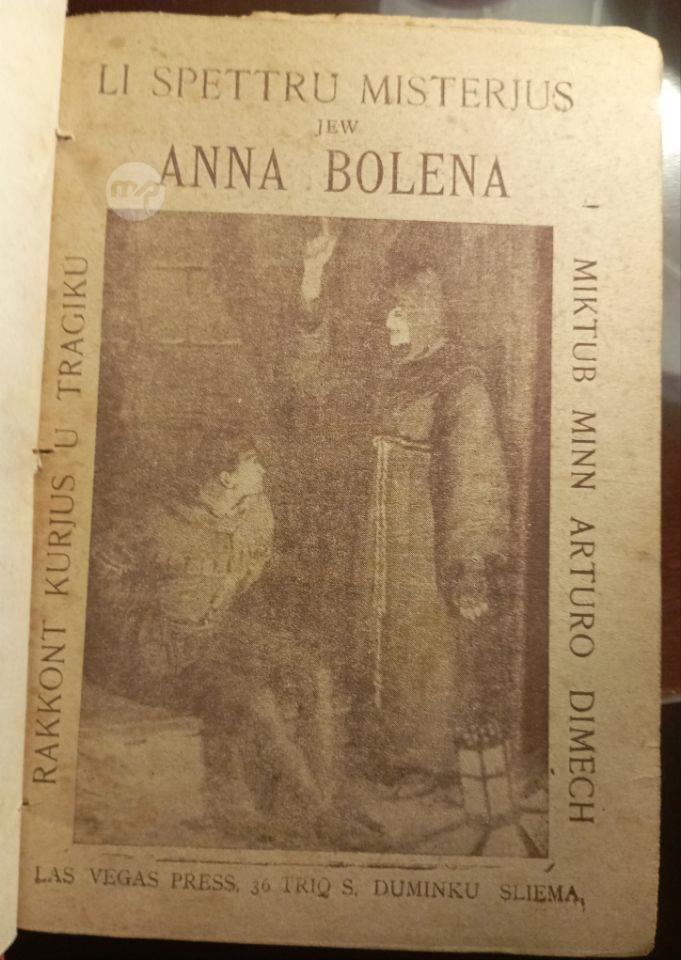 LI SPETTRU MISTERJUS
JEW
ANNA BOLENA
RAKKONT KURJUS U TRAGIKU
MIKTUB MINN ARTURO DIMECH
LAS VEGAS PRESS, 36 TRIQ S. DUMINKU SLIEMA.
mp